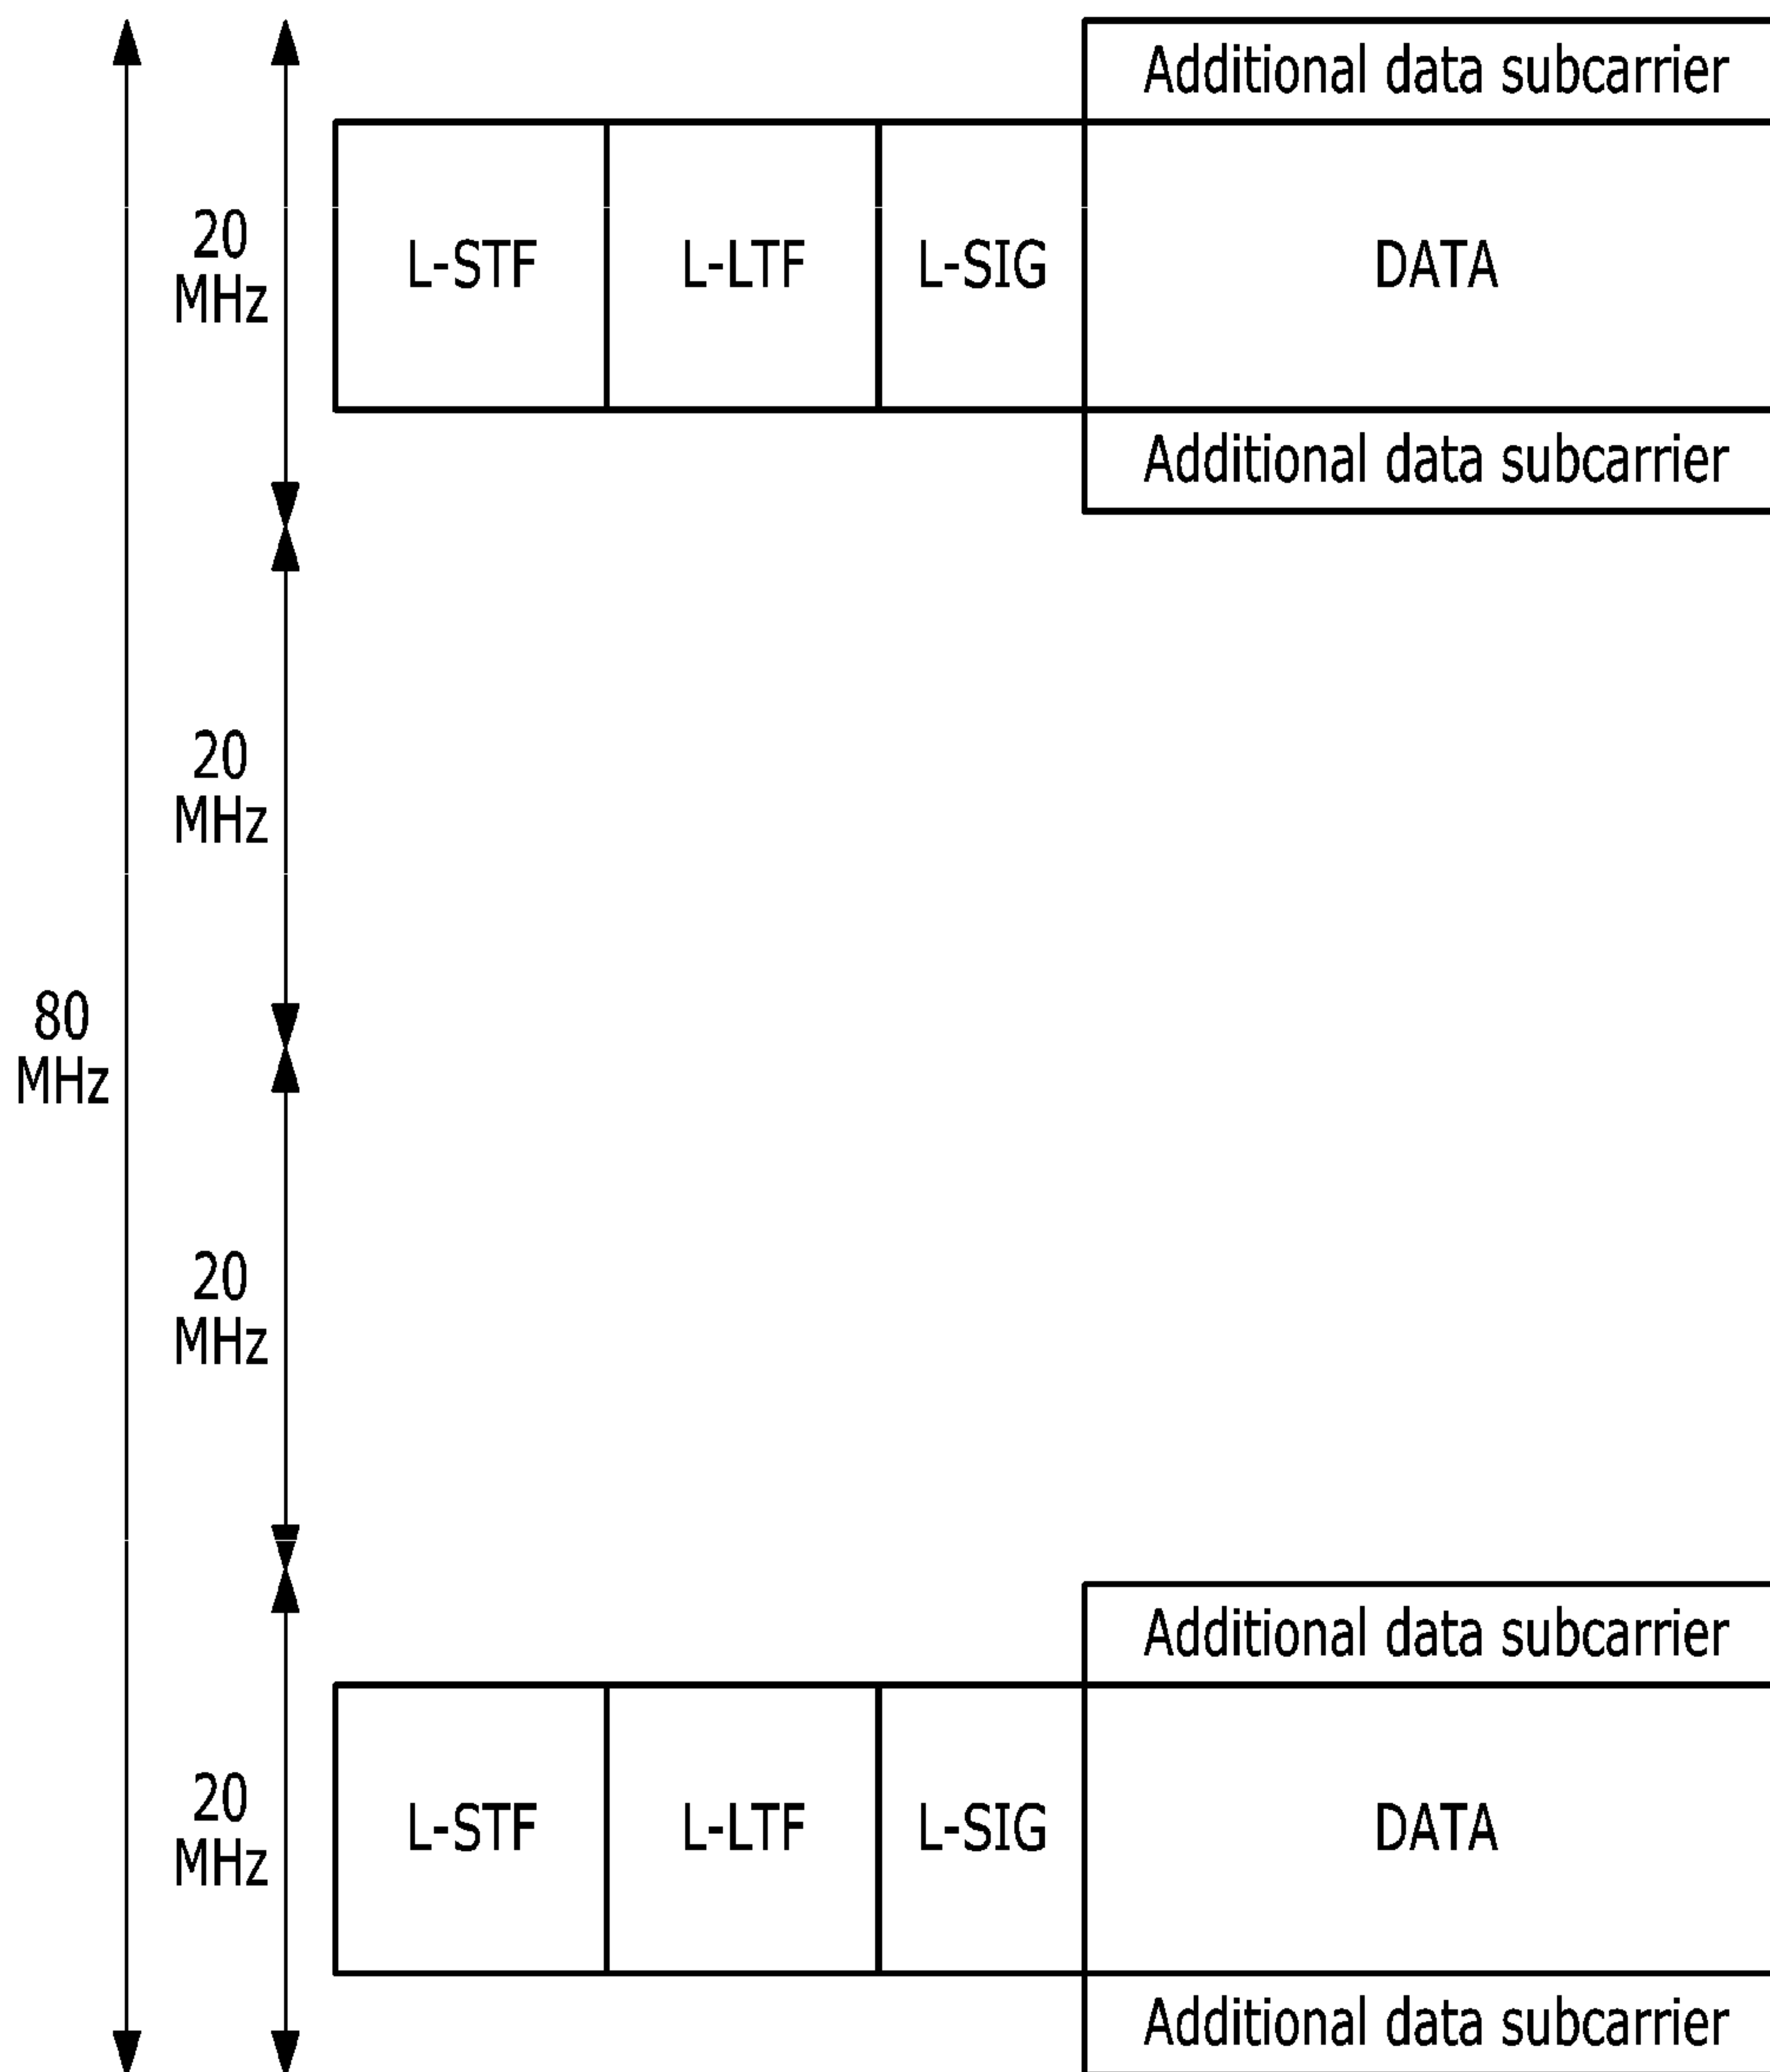 Additional data subcarrier
20
MHz
L-STF
L-LTF
L-SIG
DATA
Additional data subcarrier
20
MHz
80
MHz
20
MHz
Additional data subcarrier
20
MHz
L-STF
L-LTF
L-SIG
DATA
Additional data subcarrier